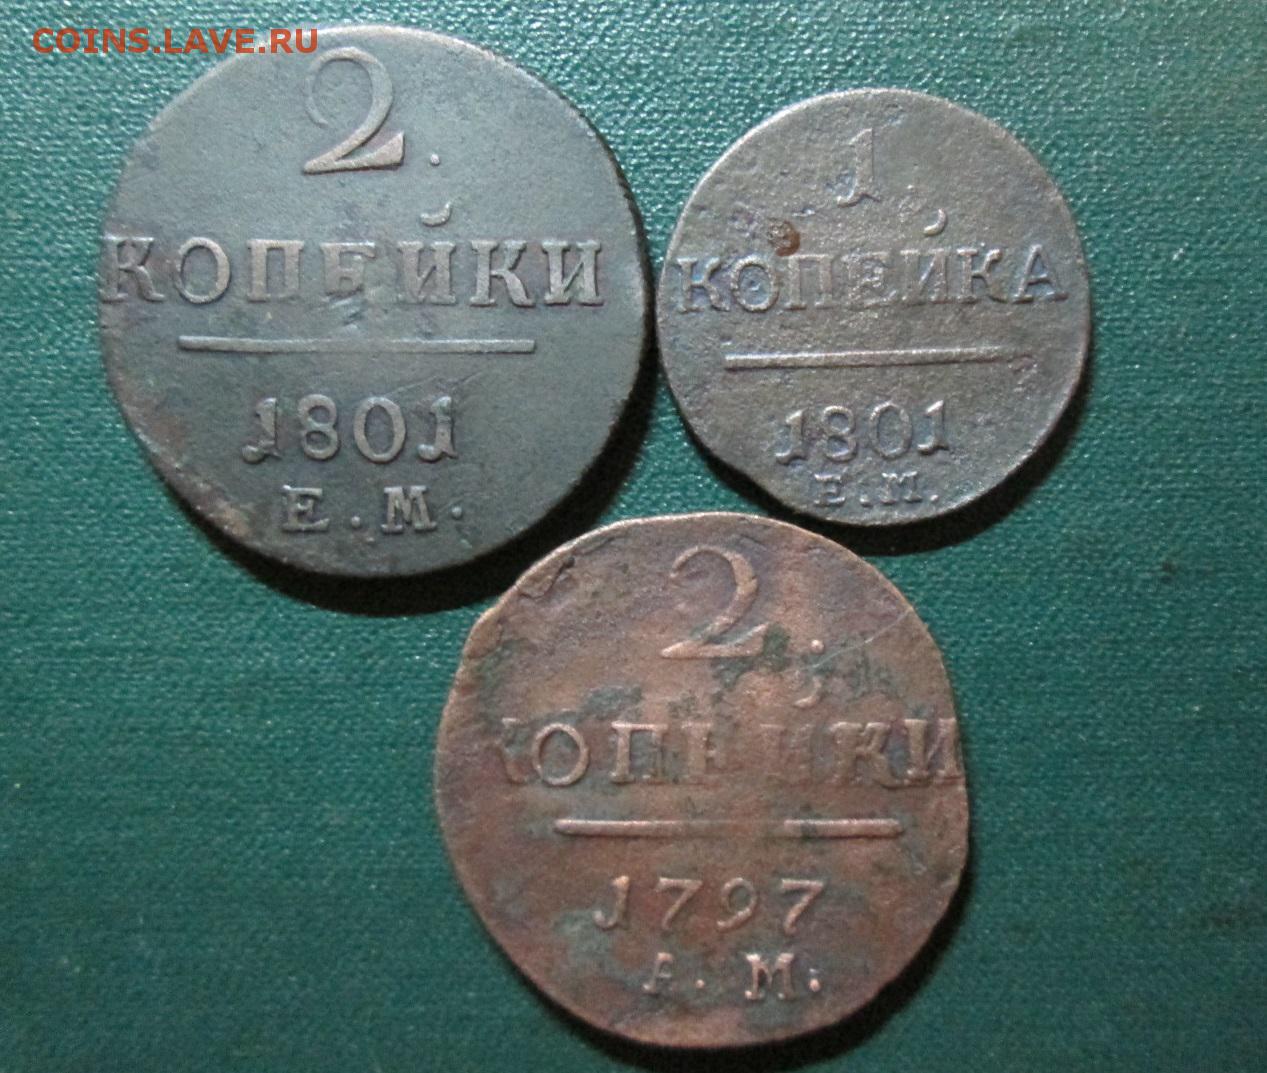 COINS.LAVE.RU
2.
КОПЕЙКИ
1801
Е.М.
1
КОПЕЙКА
1801
Е.М.
2.
КОПЕЙКИ
1797
А.М.